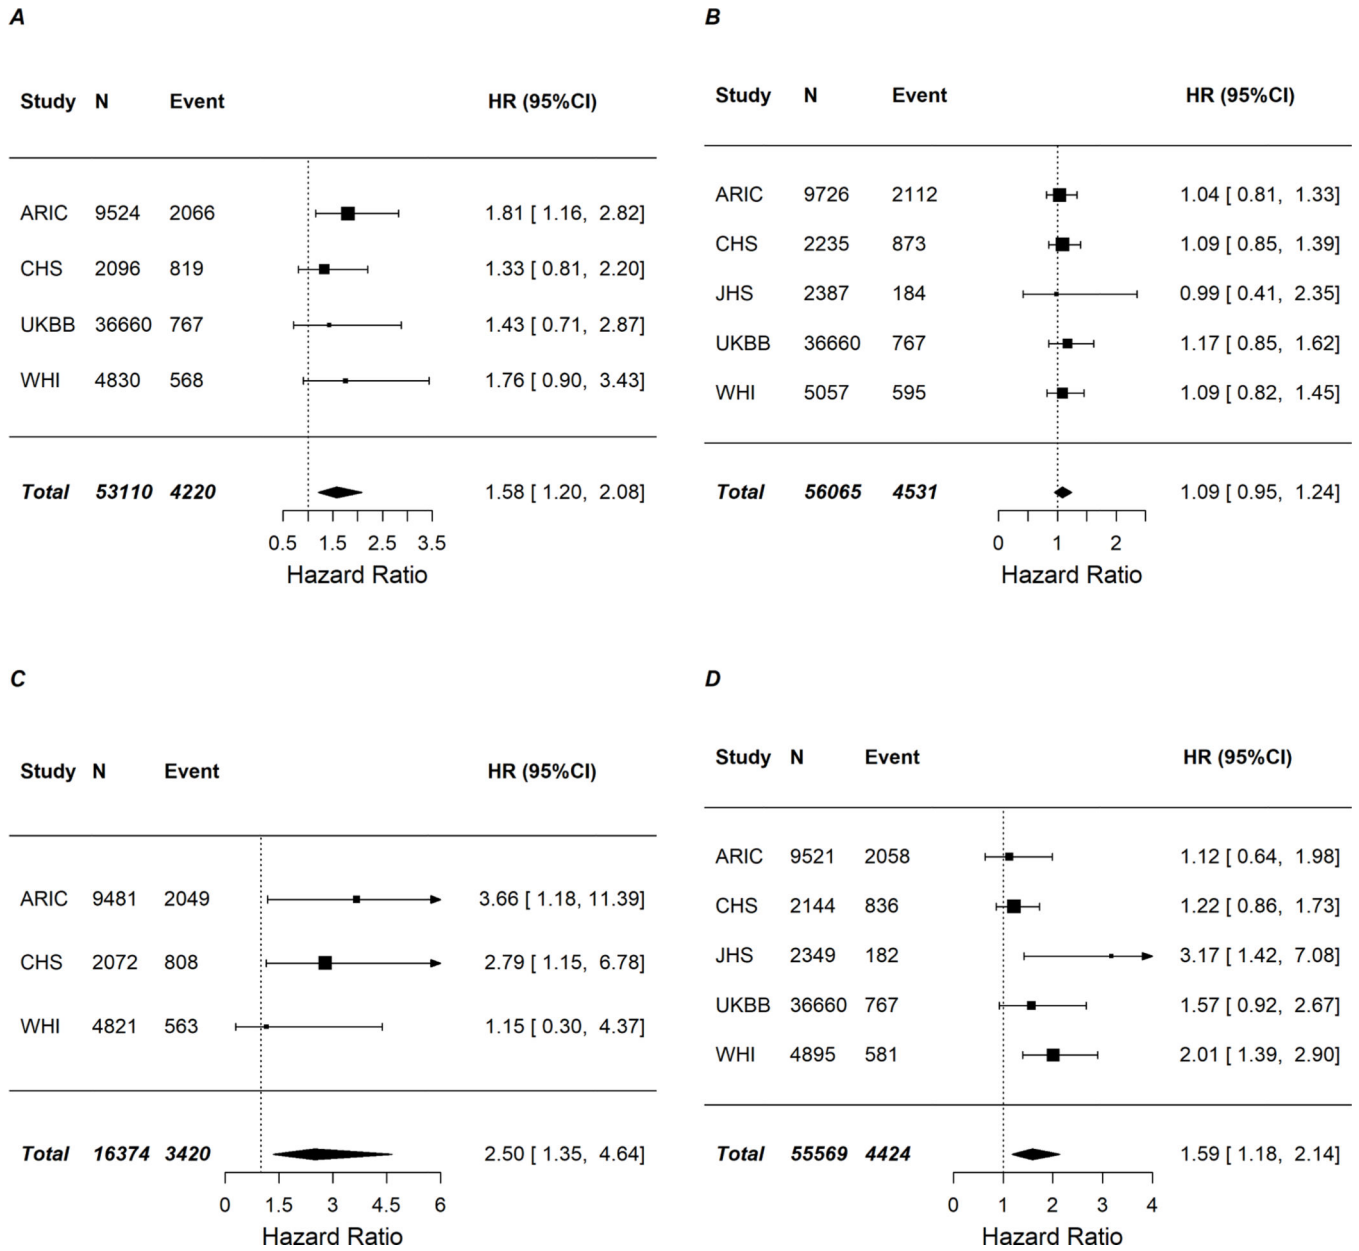 A
Study N Event HR (95%CI)
ARIC 9524 2066 1.81 [ 1.16, 2.82]
CHS 2096 819 1.33 [ 0.81, 2.20]
UKBB 36660 767 1.43 [ 0.71, 2.87]
WHI 4830 568 1.76 [ 0.90, 3.43]
Total 53110 4220 1.58 [ 1.20, 2.08]
0.5 1.5 2.5 3.5
Hazard Ratio
B
Study N Event HR (95%CI)
ARIC 9726 2112 1.04 [ 0.81, 1.33]
CHS 2235 873 1.09 [ 0.85, 1.39]
JHS 2387 184 0.99 [ 0.41, 2.35]
UKBB 36660 767 1.17 [ 0.85, 1.62]
WHI 5057 595 1.09 [ 0.82, 1.45]
Total 56065 4531 1.09 [ 0.95, 1.24]
0 1 2
Hazard Ratio
C
Study N Event HR (95%CI)
ARIC 9481 2049 3.66 [ 1.18, 11.39]
CHS 2072 808 2.79 [ 1.15, 6.78]
WHI 4821 563 1.15 [ 0.30, 4.37]
Total 16374 3420 2.50 [ 1.35, 4.64]
0 1.5 3 4.5 6
Hazard Ratio
D
Study N Event HR (95%CI)
ARIC 9521 2058 1.12 [ 0.64, 1.98]
CHS 2144 836 1.22 [ 0.86, 1.73]
JHS 2349 182 3.17 [ 1.42, 7.08]
UKBB 36660 767 1.57 [ 0.92, 2.67]
WHI 4895 581 2.01 [ 1.39, 2.90]
Total 55569 4424 1.59 [ 1.18, 2.14]
0 1 2 3 4
Hazard Ratio